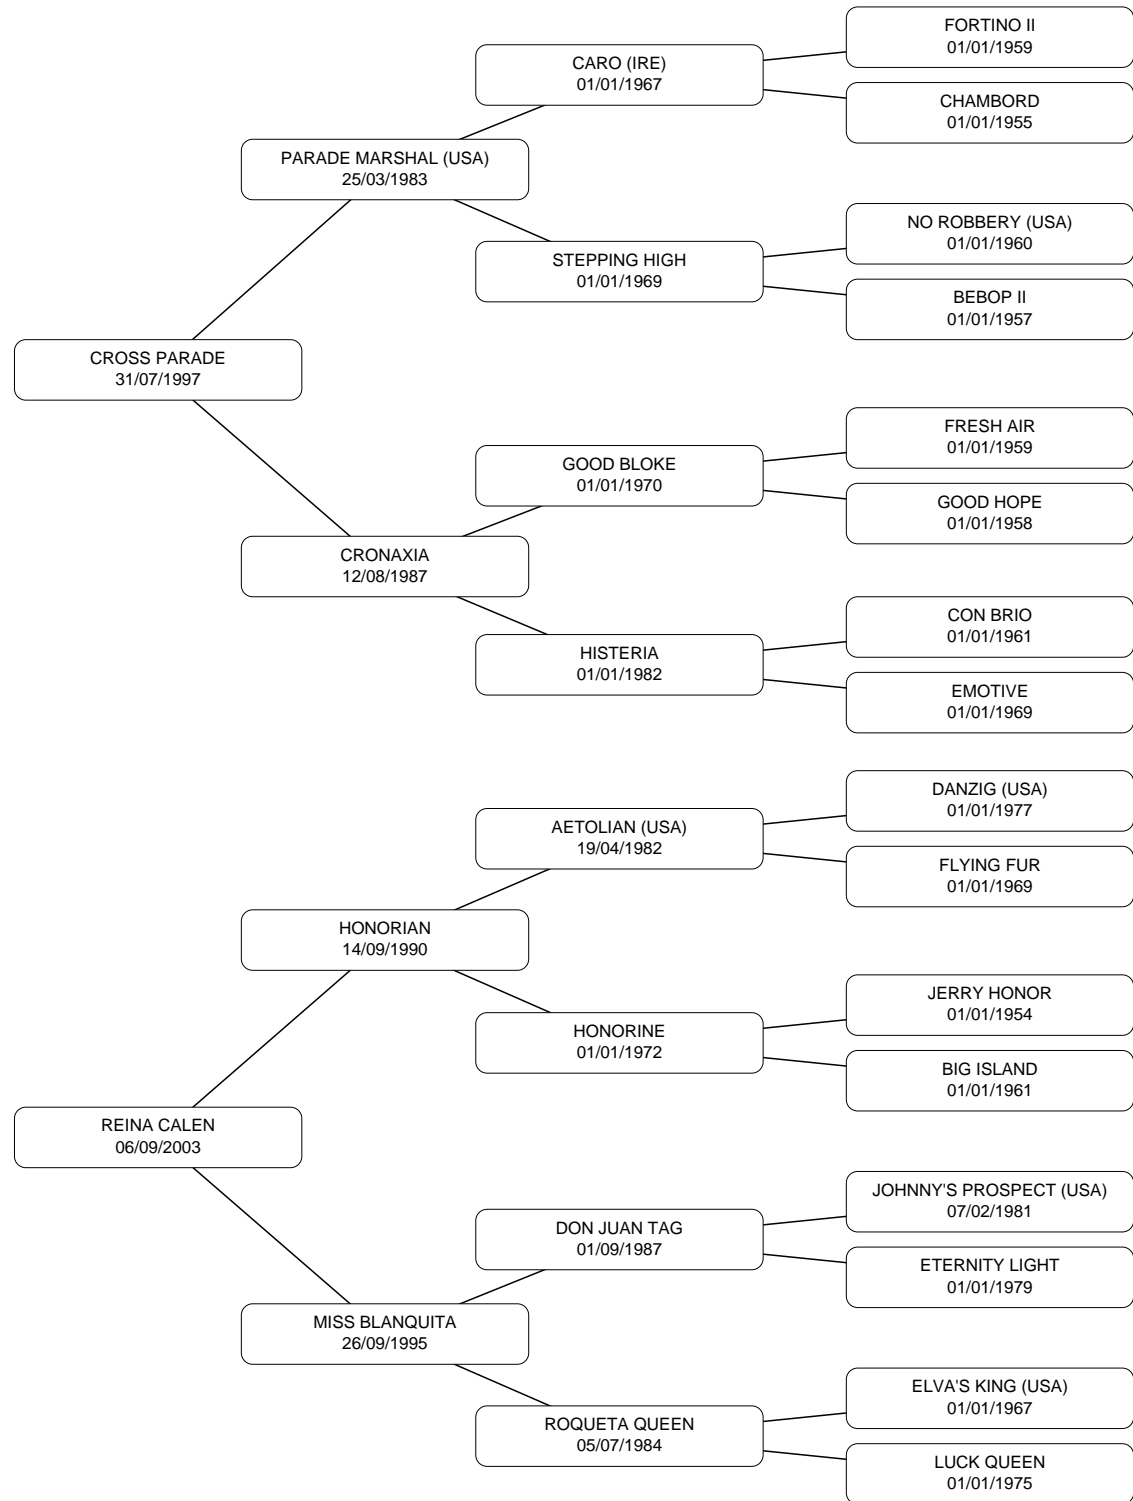 FORTINO II
01/01/1959
CARO (IRE)
01/01/1967
CHAMBORD
01/01/1955
PARADE MARSHAL (USA)
25/03/1983
NO ROBBERY (USA)
01/01/1960
STEPPING HIGH
01/01/1969
BEBOP II
01/01/1957
CROSS PARADE
31/07/1997
FRESH AIR
01/01/1959
GOOD BLOKE
01/01/1970
GOOD HOPE
01/01/1958
CRONAXIA
12/08/1987
CON BRIO
01/01/1961
HISTERIA
01/01/1982
EMOTIVE
01/01/1969
DANZIG (USA)
01/01/1977
AETOLIAN (USA)
19/04/1982
FLYING FUR
01/01/1969
HONORIAN
14/09/1990
JERRY HONOR
01/01/1954
HONORINE
01/01/1972
BIG ISLAND
01/01/1961
REINA CALEN
06/09/2003
JOHNNY'S PROSPECT (USA)
07/02/1981
DON JUAN TAG
01/09/1987
ETERNITY LIGHT
01/01/1979
MISS BLANQUITA
26/09/1995
ELVA'S KING (USA)
01/01/1967
ROQUETA QUEEN
05/07/1984
LUCK QUEEN
01/01/1975